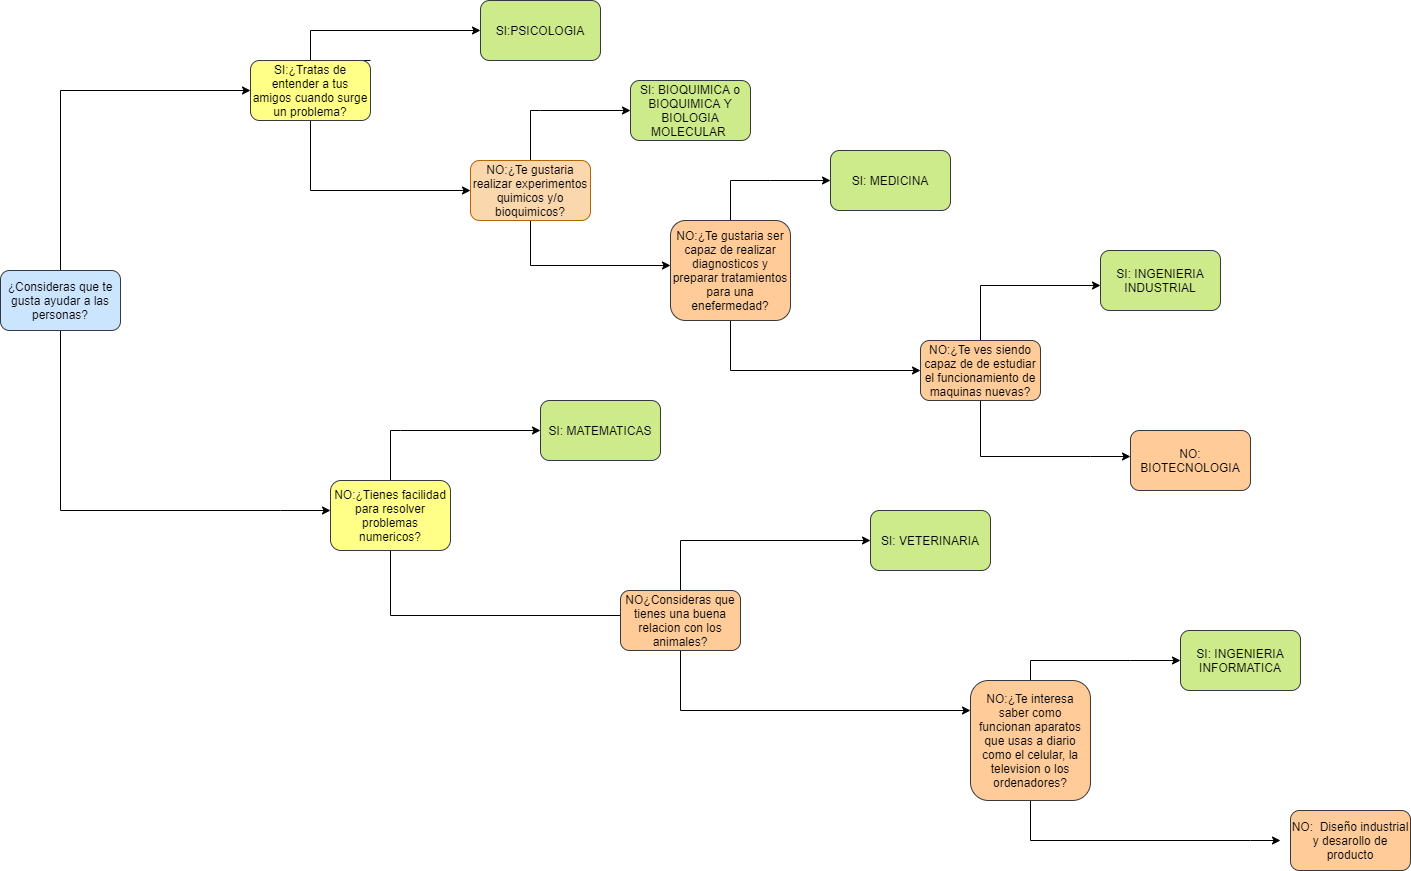 SI:PSICOLOGIA
SI:¿Tratas de
entender a tus
amigos cuando surge
un problema?
SI: BIOQUIMICA o
BIOQUIMICA Y
BIOLOGIA
MOLECULAR
NO:¿Te gustaria
realizar experimentos
quimicos y/o
bioquimicos?
SI: MEDICINA
NO:¿Te gustaria ser
capaz de realizar
diagnosticos y
preparar tratamientos
para una
enefermedad?
¿Consideras que te
gusta ayudar a las
personas?
SI: INGENIERIA
INDUSTRIAL
NO:¿Te ves siendo
capaz de de estudiar
el funcionamiento de
maquinas nuevas?
NO:
BIOTECNOLOGIA
SI: MATEMATICAS
NO:¿Tienes facilidad
para resolver
problemas
numericos?
SI: VETERINARIA
NO¿Consideras que
tienes una buena
relacion con los
animales?
SI: INGENIERIA
INFORMATICA
NO:¿Te interesa
saber como
funcionan aparatos
que usas a diario
como el celular, la
television o los
ordenadores?
NO: Diseño industrial
y desarollo de
producto